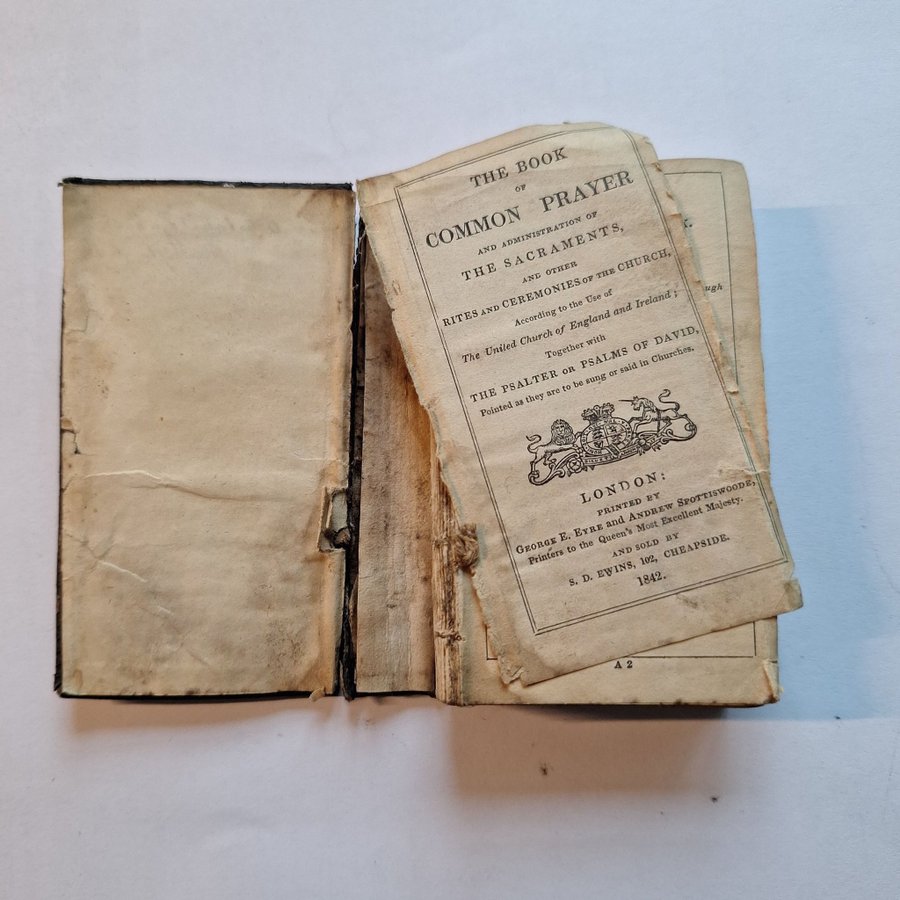 THE BOOK
OF
COMMON PRAYER
AND ADMINISTRATION OF
THE SACRAMENTS,
AND OTHER
RITES AND CEREMONIES OF THE CHURCH,
According to the Use of
The United Church of England and Ireland;
Together with
THE PSALTER OR PSALMS OF DAVID,
Pointed as they are to be sung or said in Churches.
LONDON:
PRINTED BY
GEORGE E. EYRE AND ANDREW SPOTTISWOODE,
Printers to the Queen's Most Excellent Majesty.
AND SOLD BY
S. D. EWINS, 102, CHEAPSIDE.
1842.
A 2